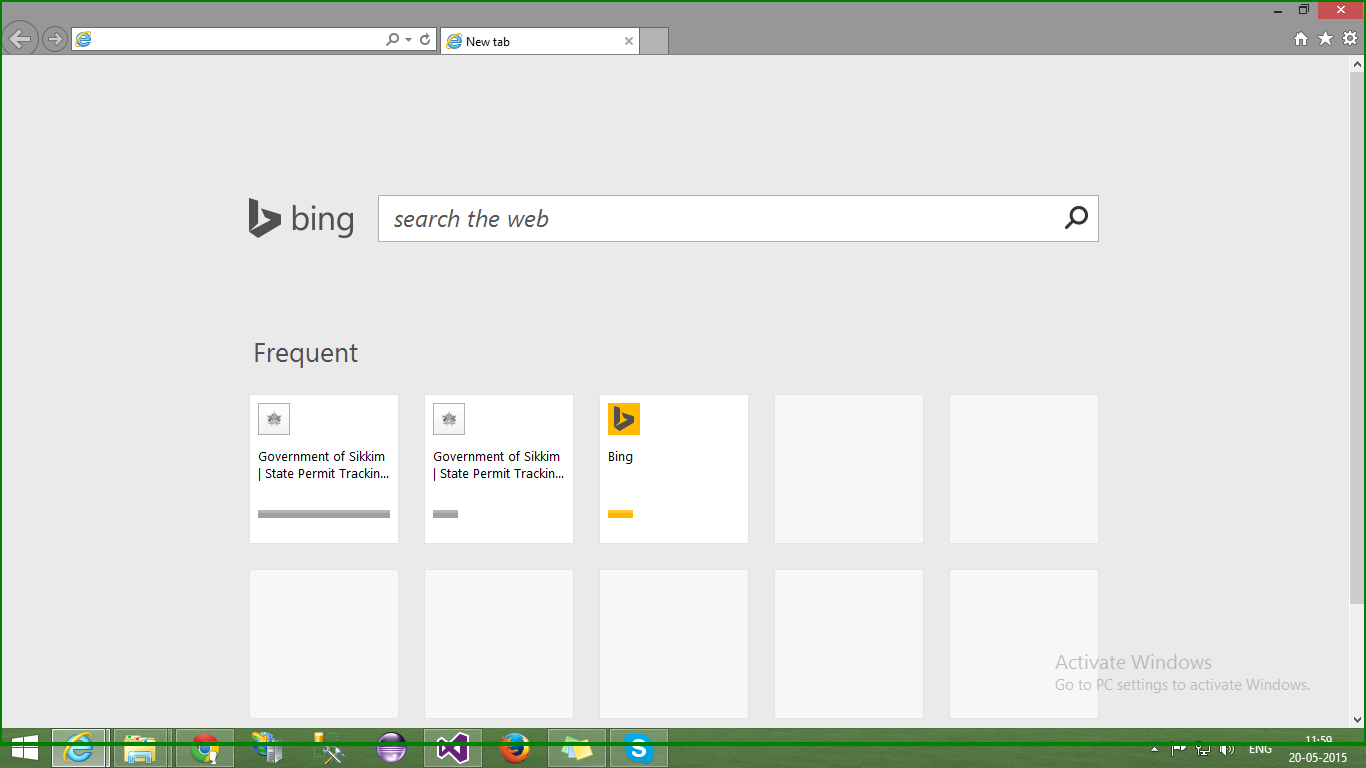 New tab
bing
search the web
Frequent
Government of Sikkim
| State Permit Trackin...
Government of Sikkim
| State Permit Trackin...
Bing
Activate Windows
Go to PC settings to activate Windows.
ENG
11:59
20-05-2015